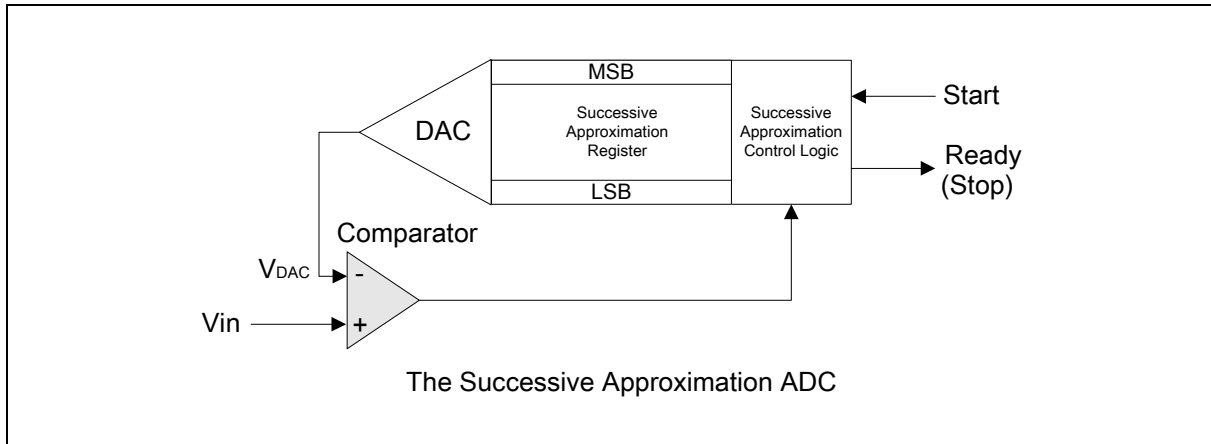 MSB
DAC
Successive
Approximation
Register
Successive
Approximation
Control Logic
LSB
Start
Ready
(Stop)
Comparator
VDAC
-
Vin
+
The Successive Approximation ADC